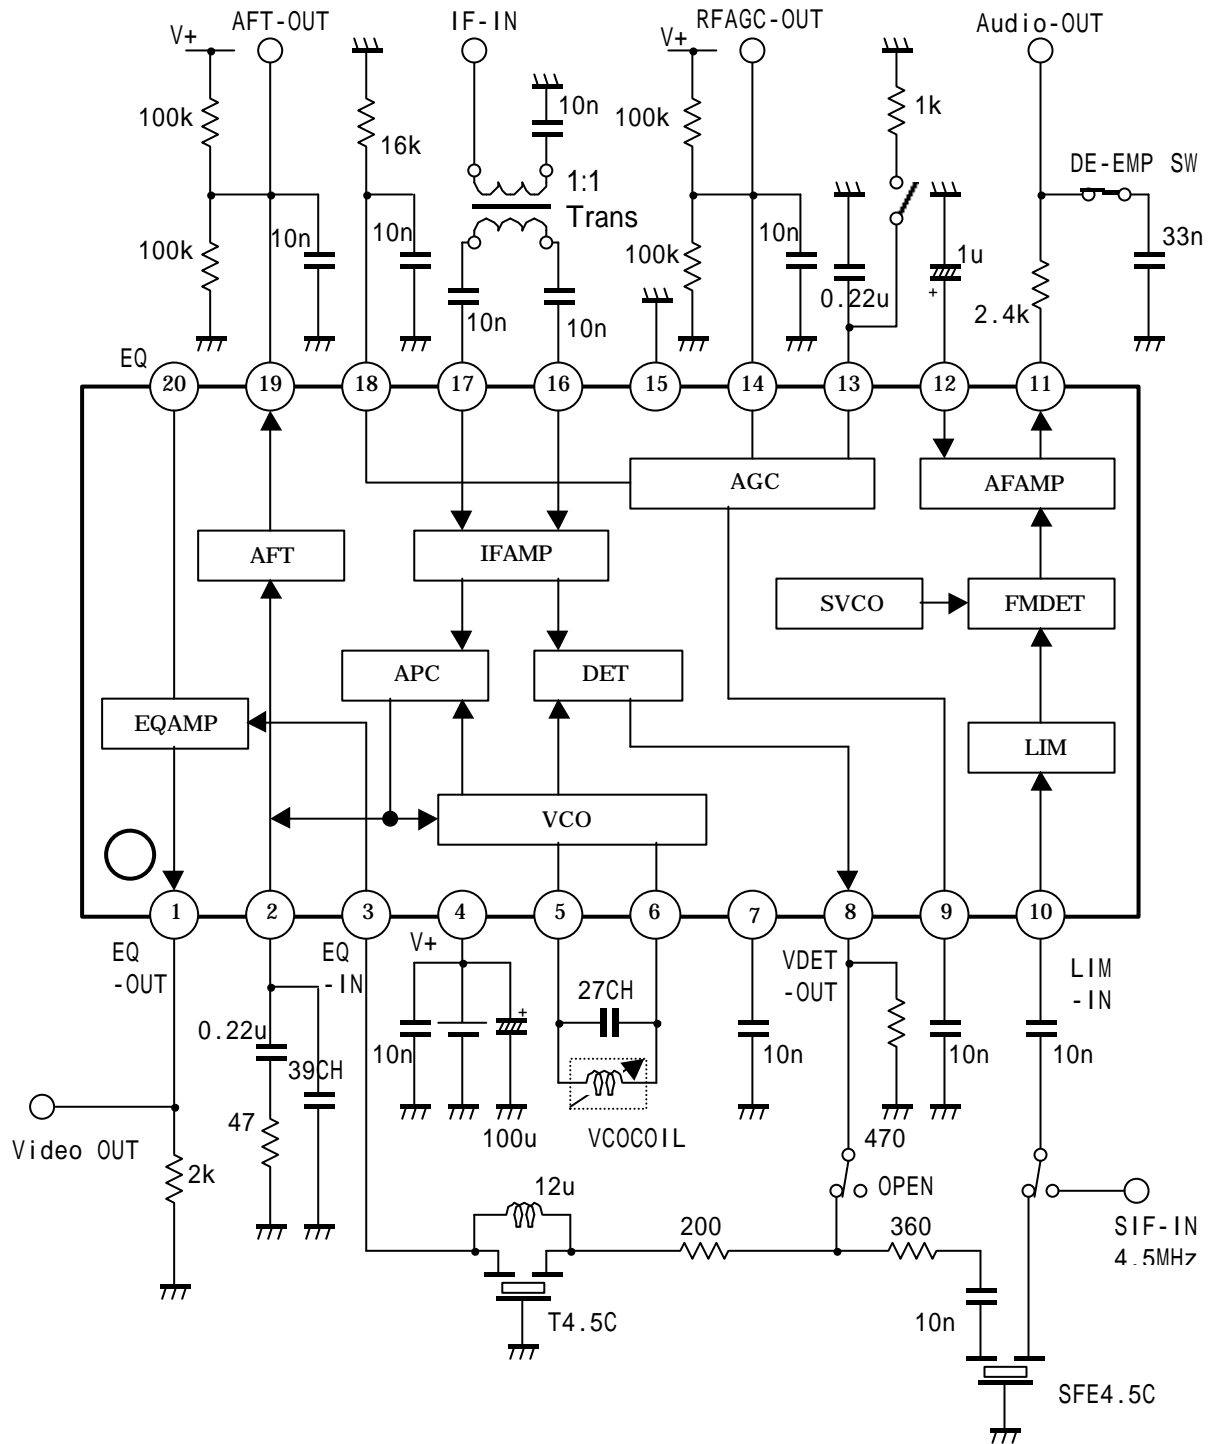 AFT-OUT
IF-IN
RFAGC-OUT
Audio-OUT
V+
V+
100k
16k
10n
100k
1k
DE-EMP SW
1:1
Trans
100k
10n
10n
100k
10n
1u
33n
0.22u
+
2.4k
10n
10n
EQ
20
19
18
17
16
15
14
13
12
11
AGC
AFAMP
AFT
IFAMP
SVCO
FMDET
APC
DET
EQAMP
LIM
VCO
1
2
3
4
5
6
7
8
9
10
EQ
-OUT
EQ
-IN
V+
VDET
-OUT
LIM
-IN
27CH
+
0.22u
39CH
10n
10n
10n
10n
47
100u
VCOCOIL
470
Video OUT
2k
12u
OPEN
200
360
SIF-IN
4.5MHz
10n
T4.5C
SFE4.5C